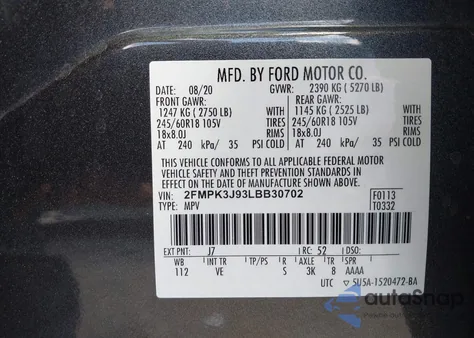 MFD. BY FORD MOTOR CO.
DATE: 08/20 GVWR: 2390 KG ( 5270 LB)
FRONT GAWR: REAR GAWR:
1247 KG ( 2750 LB) WITH 1145 KG ( 2525 LB) WITH
245/60R18 105V TIRES 245/60R18 105V TIRES
18x8.0J RIMS 18x8.0J RIMS
AT 240 kPa/ 35 PSI COLD AT 240 kPa/ 35 PSI COLD
THIS VEHICLE CONFORMS TO ALL APPLICABLE FEDERAL MOTOR
VEHICLE SAFETY AND THEFT PREVENTION STANDARDS IN EFFECT
ON THE DATE OF MANUFACTURE SHOWN ABOVE.
VIN: 2FMPK3J93LBB30702 F0113
TYPE: MPV T0332
EXT PNT: J7 RC: 52 DSO:
WB INT TR TP/PS R AXLE TR SPR
112 VE S 3K 8 AAAA
UTC 5U5A-1520472-BA
autoSnap